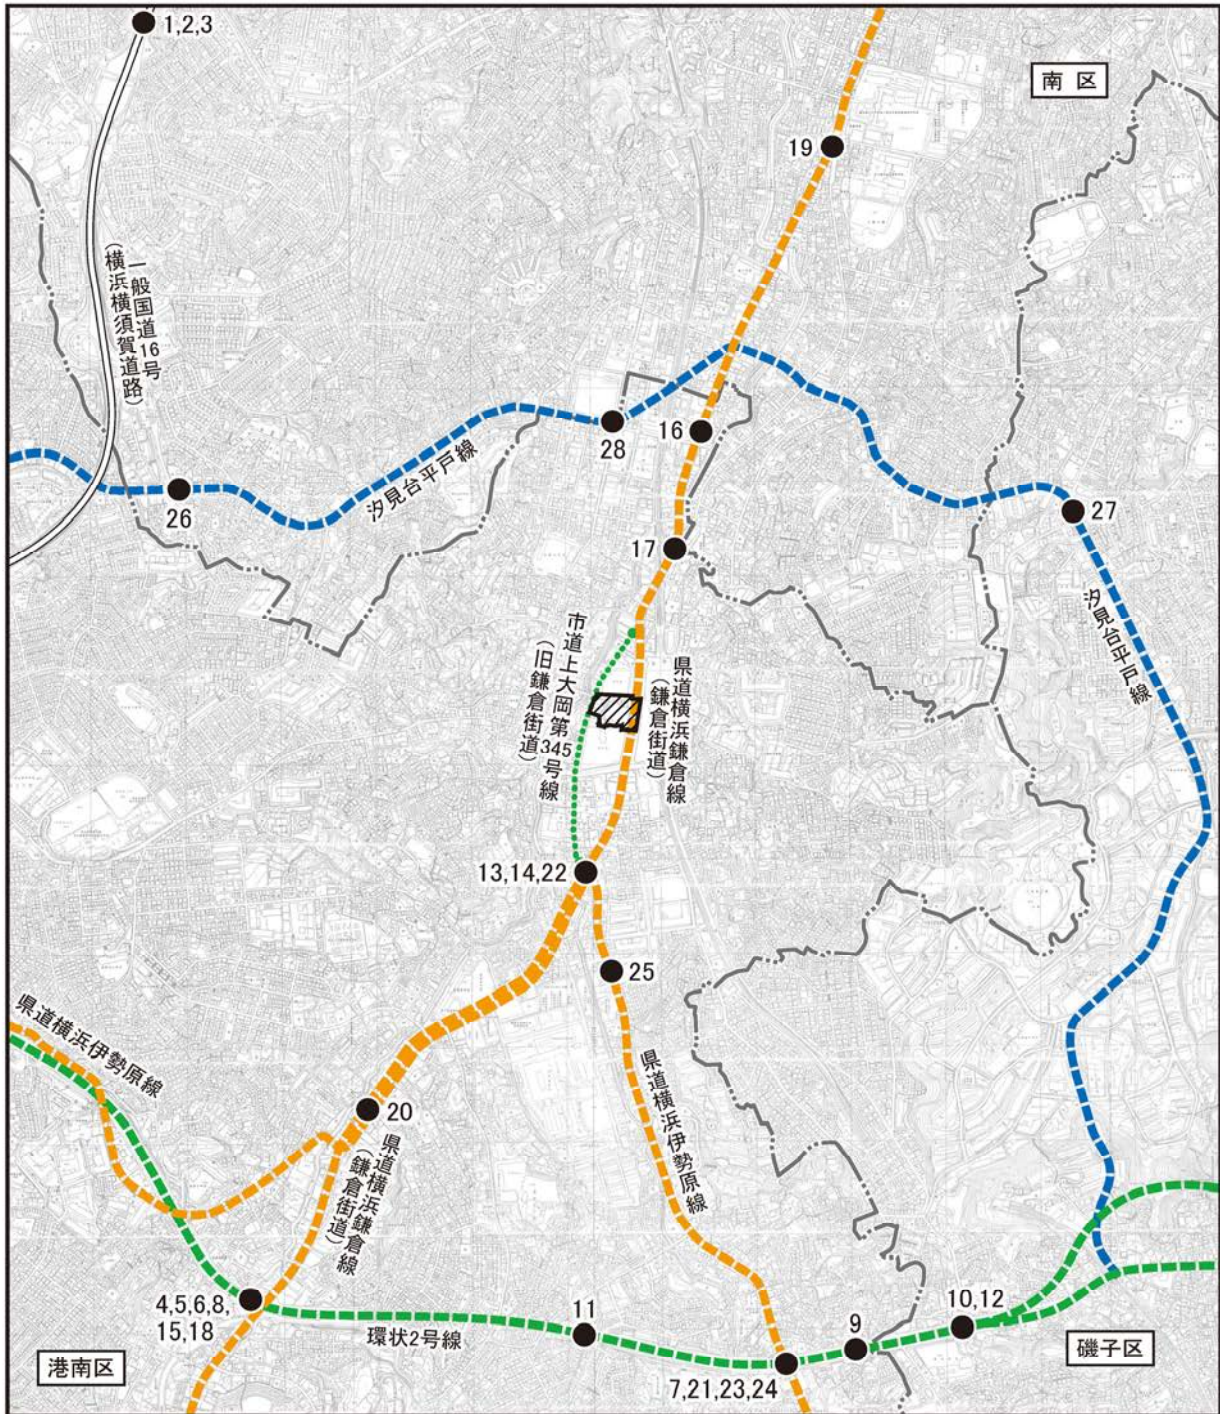 1,2,3
南 区
19
一般国道16号
(横浜横須賀道路)
28
16
汐見台平戸線
26
27
17
汐見台平戸線
市道上大岡第345号線
(旧鎌倉街道)
県道横浜鎌倉線
(鎌倉街道)
13,14,22
25
県道横浜伊勢原線
県道横浜伊勢原線
20
県道横浜鎌倉線
(鎌倉街道)
4,5,6,8,
15,18
11
10,12
9
環状2号線
磯子区
港南区
7,21,23,24